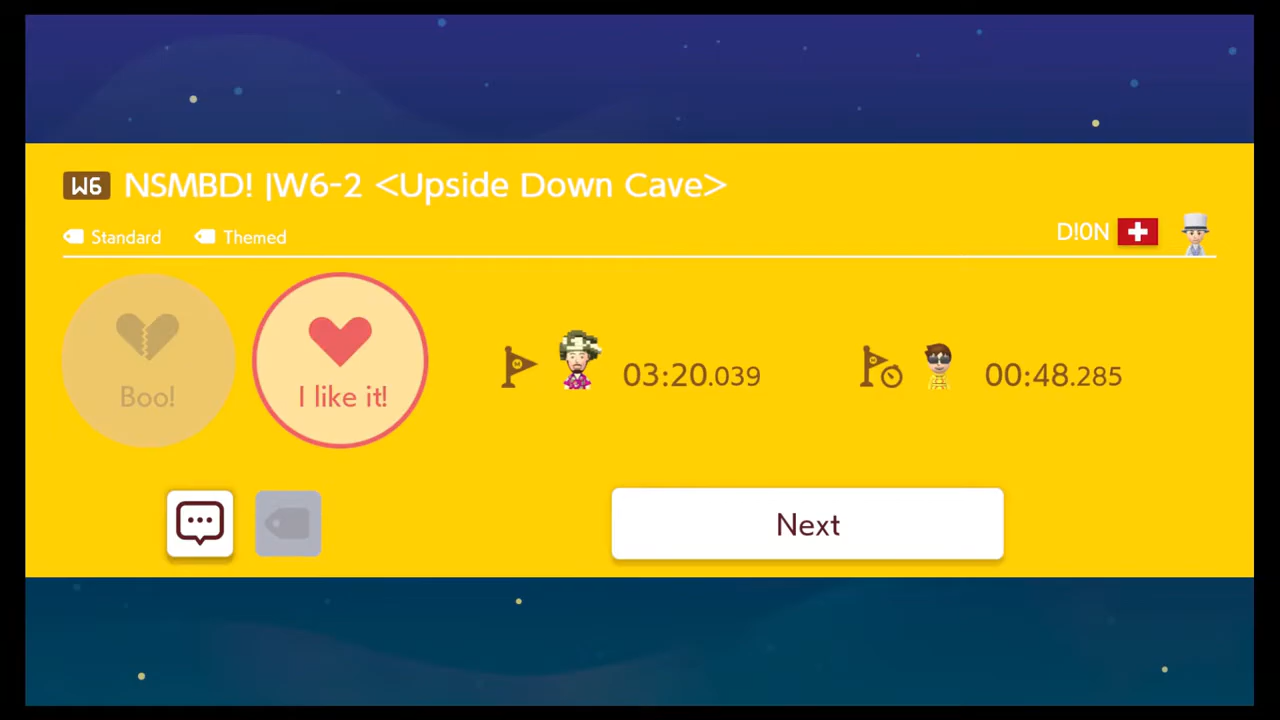 W6 NSMBD! |W6-2 <Upside Down Cave>
Standard Themed
D!0N
Boo!
I like it!
03:20.039
00:48.285
Next